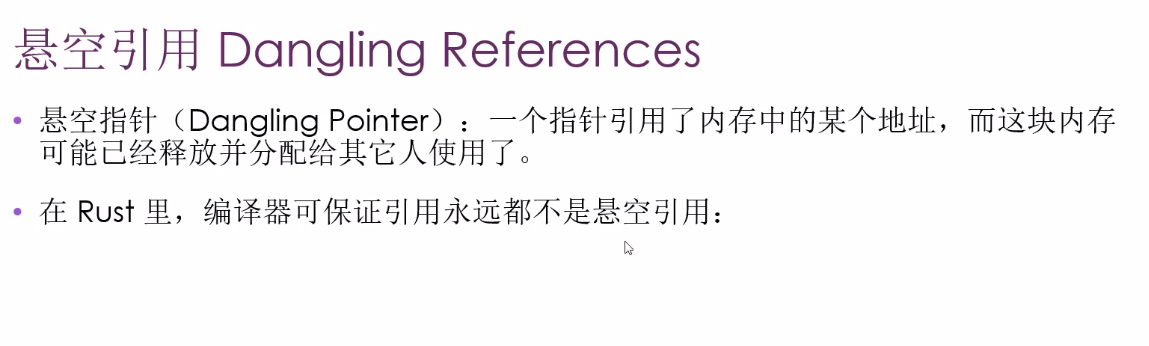 悬空引用 Dangling References
• 悬空指针（Dangling Pointer）：一个指针引用了内存中的某个地址，而这块内存
可能已经释放并分配给其它人使用了。
• 在 Rust 里，编译器可保证引用永远都不是悬空引用：